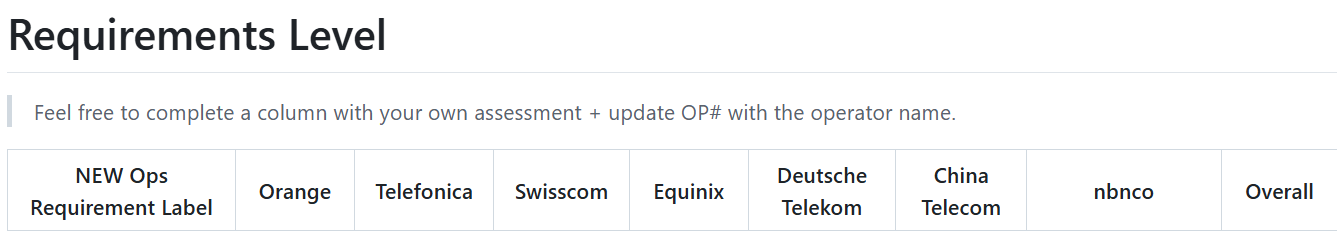 Requirements Level
Feel free to complete a column with your own assessment + update OP# with the operator name.
NEW Ops
Requirement Label
Orange
Telefonica
Swisscom
Equinix
Deutsche
Telekom
China
Telecom
nbnco
Overall